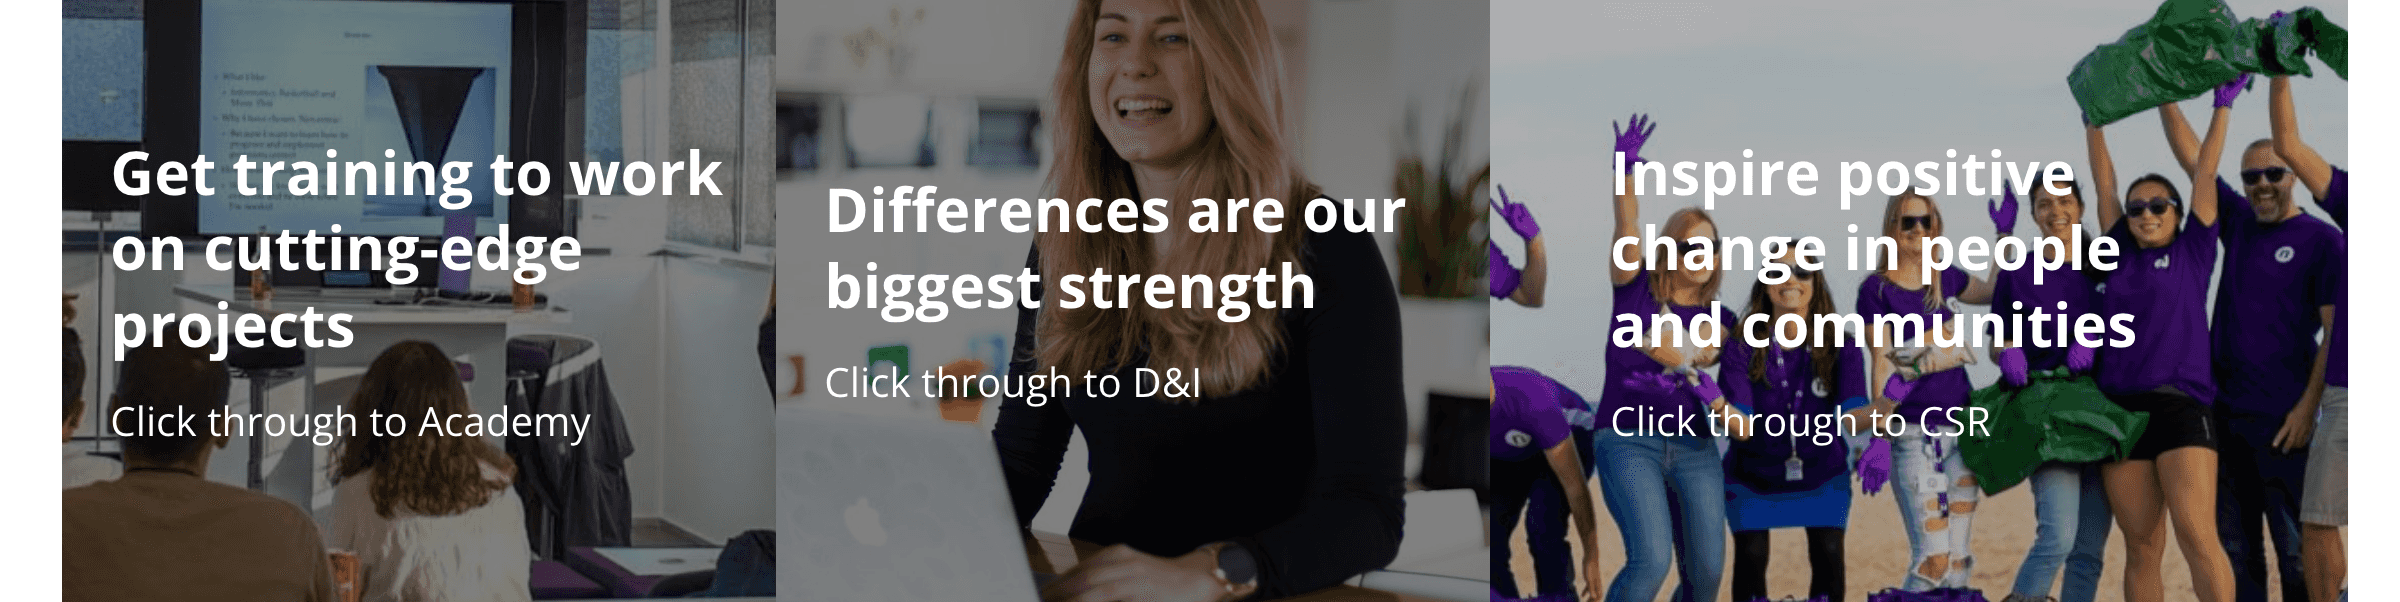 Get training to work
on cutting-edge
projects
Click through to Academy
Differences are our
biggest strength
Click through to D&I
Inspire positive
change in people
and communities
Click through to CSR